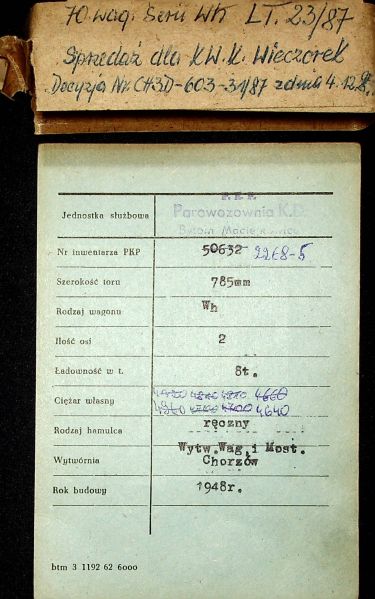 70 wag. serii Wh LT. 23/87
Sprzedaż dla KW.K. Wieczorek
Decyzja Nr. CH3D-603-31/87 z dnia 4.12.8
P. K. P.
Jednostka służbowa Parowozownia K.D.
Bytom Maciejkowice
Nr inwentarza PKP 50632 2268-5
Szerokość toru 785mm
Rodzaj wagonu Wh
Ilość osi 2
Ładowność w t. 8t.
Ciężar własny 4660
4640
Rodzaj hamulca ręczny
Wytwórnia Wytw.Wag.i Most.
Chorzów
Rok budowy 1948r.
btm 3 1192 62 6000